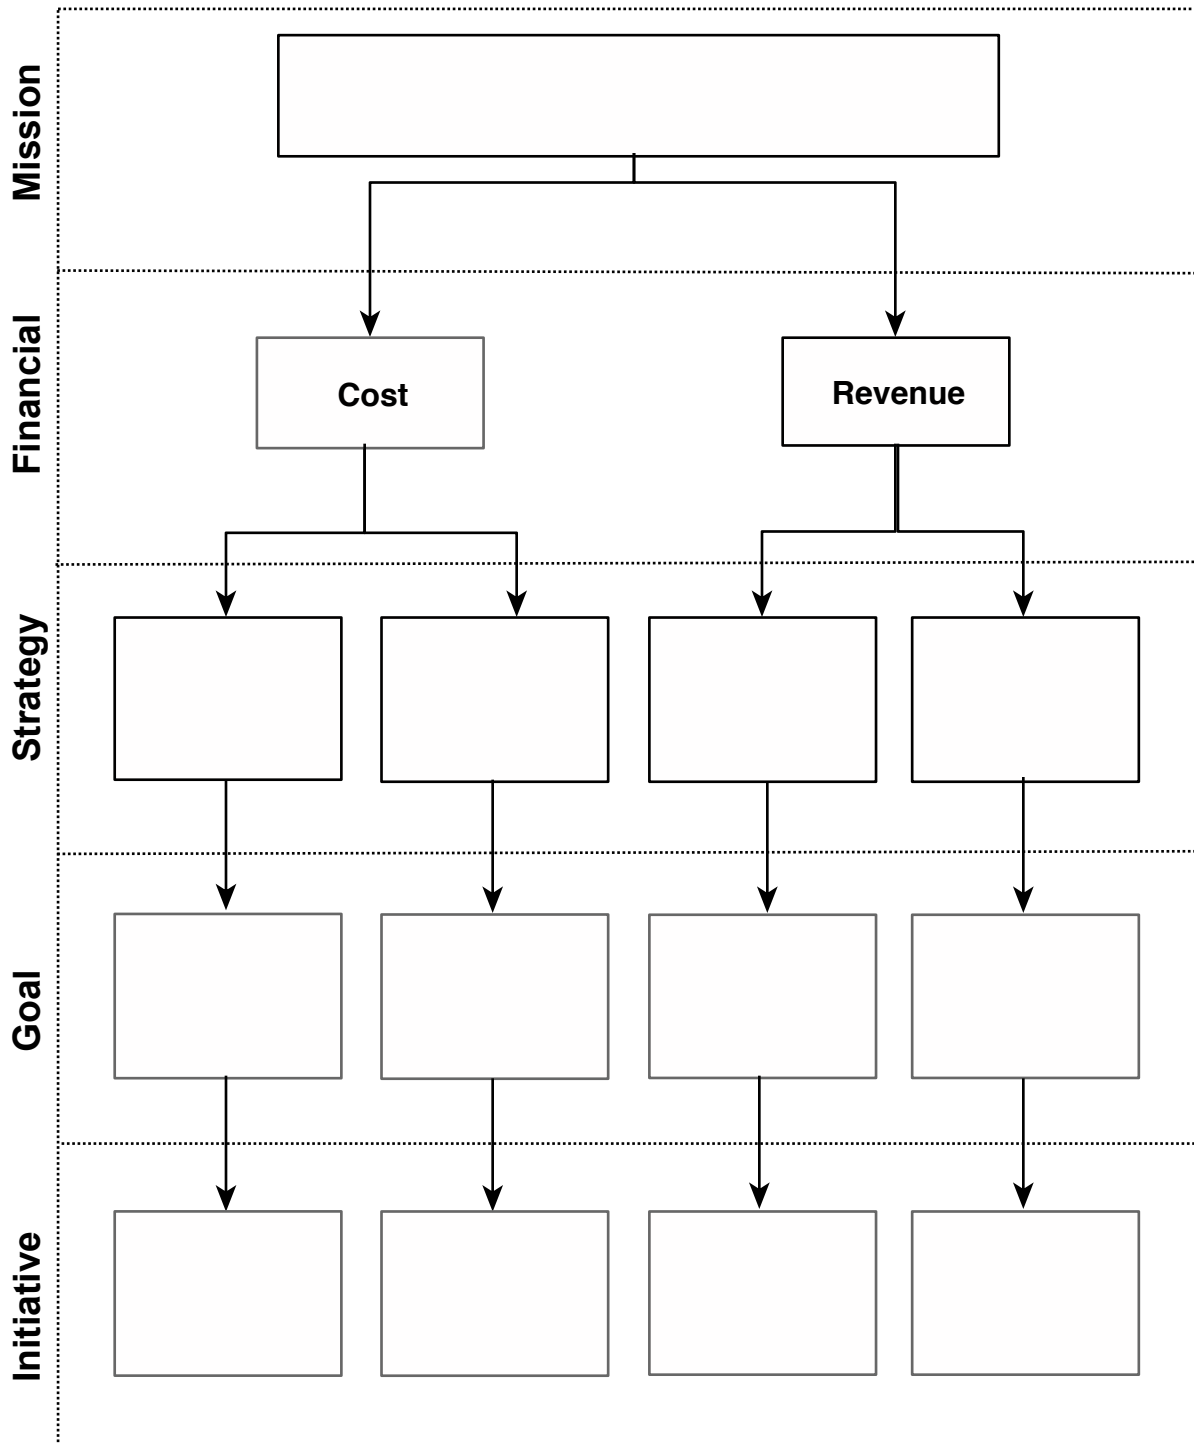 Mission
Financial
Cost
Revenue
Strategy
Goal
Initiative